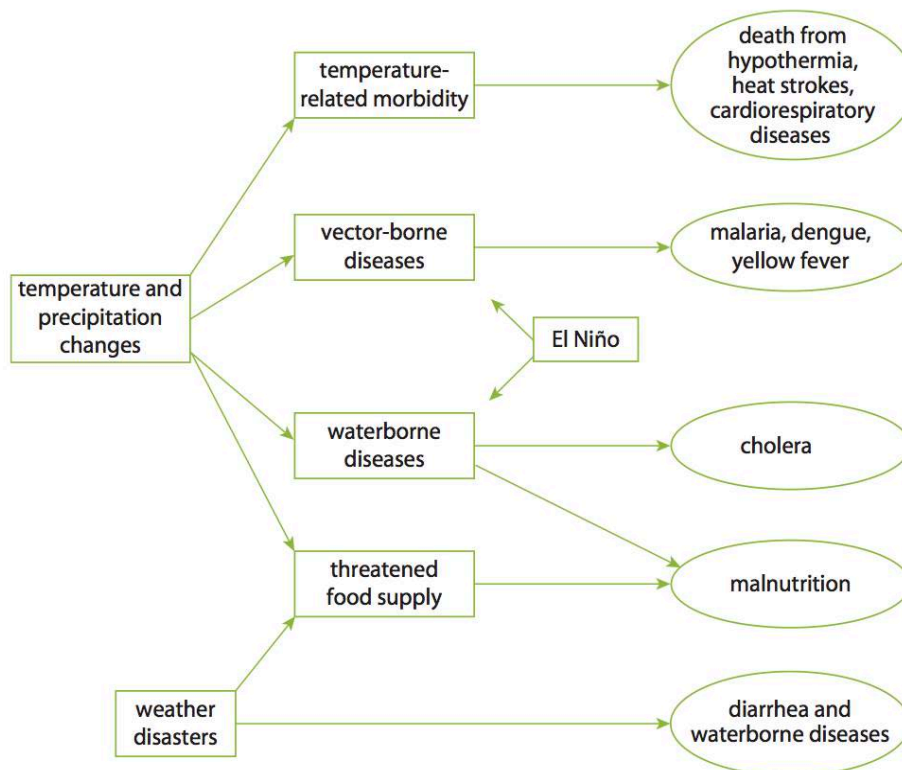 temperature-
related morbidity
death from
hypothermia,
heat strokes,
cardiorespiratory
diseases
vector-borne
diseases
malaria, dengue,
yellow fever
temperature and
precipitation
changes
El Niño
waterborne
diseases
cholera
threatened
food supply
malnutrition
weather
disasters
diarrhea and
waterborne diseases